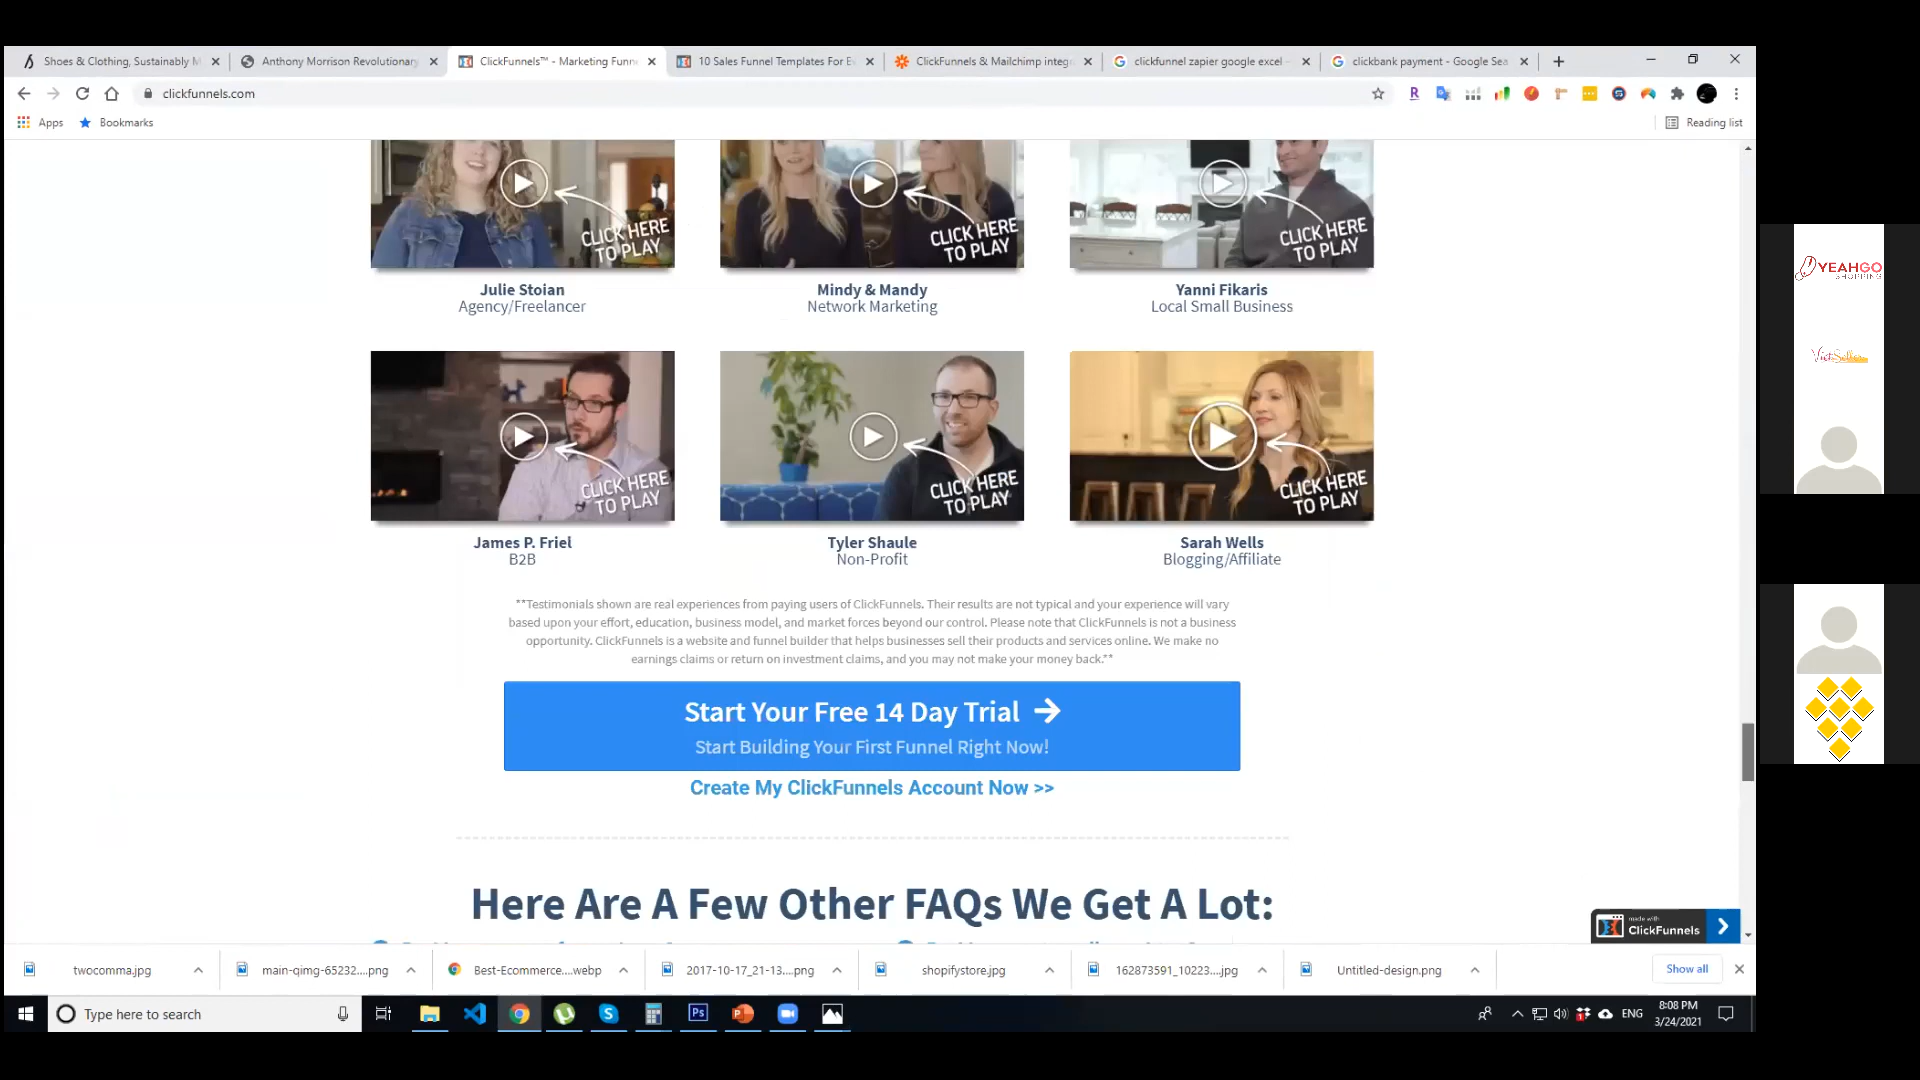 Shoes & Clothing, Sustainably M
Anthony Morrison Revolutionary
ClickFunnels™ - Marketing Funn
10 Sales Funnel Templates For E
ClickFunnels & Mailchimp integ
clickfunnel zapier google excel -
clickbank payment - Google Sea
clickfunnels.com
Apps
Bookmarks
Reading list
CLICK HERE
TO PLAY
CLICK HERE
TO PLAY
CLICK HERE
TO PLAY
Julie Stoian
Agency/Freelancer
Mindy & Mandy
Network Marketing
Yanni Fikaris
Local Small Business
CLICK HERE
TO PLAY
CLICK HERE
TO PLAY
CLICK HERE
TO PLAY
James P. Friel
B2B
Tyler Shaule
Non-Profit
Sarah Wells
Blogging/Affiliate
**Testimonials shown are real experiences from paying users of ClickFunnels. Their results are not typical and your experience will vary
based upon your effort, education, business model, and market forces beyond our control. Please note that ClickFunnels is not a business
opportunity. ClickFunnels is a website and funnel builder that helps businesses sell their products and services online. We make no
earnings claims or return on investment claims, and you may not make your money back.**
Start Your Free 14 Day Trial
Start Building Your First Funnel Right Now!
Create My ClickFunnels Account Now >>
Here Are A Few Other FAQs We Get A Lot:
made with
ClickFunnels
twocomma.jpg
main-qimg-65232....png
Best-Ecommerce....webp
2017-10-17_21-13....png
shopifystore.jpg
162873591_10223....jpg
Untitled-design.png
Show all
Type here to search
ENG
8:08 PM
3/24/2021
YEAHGO
SHOPPING